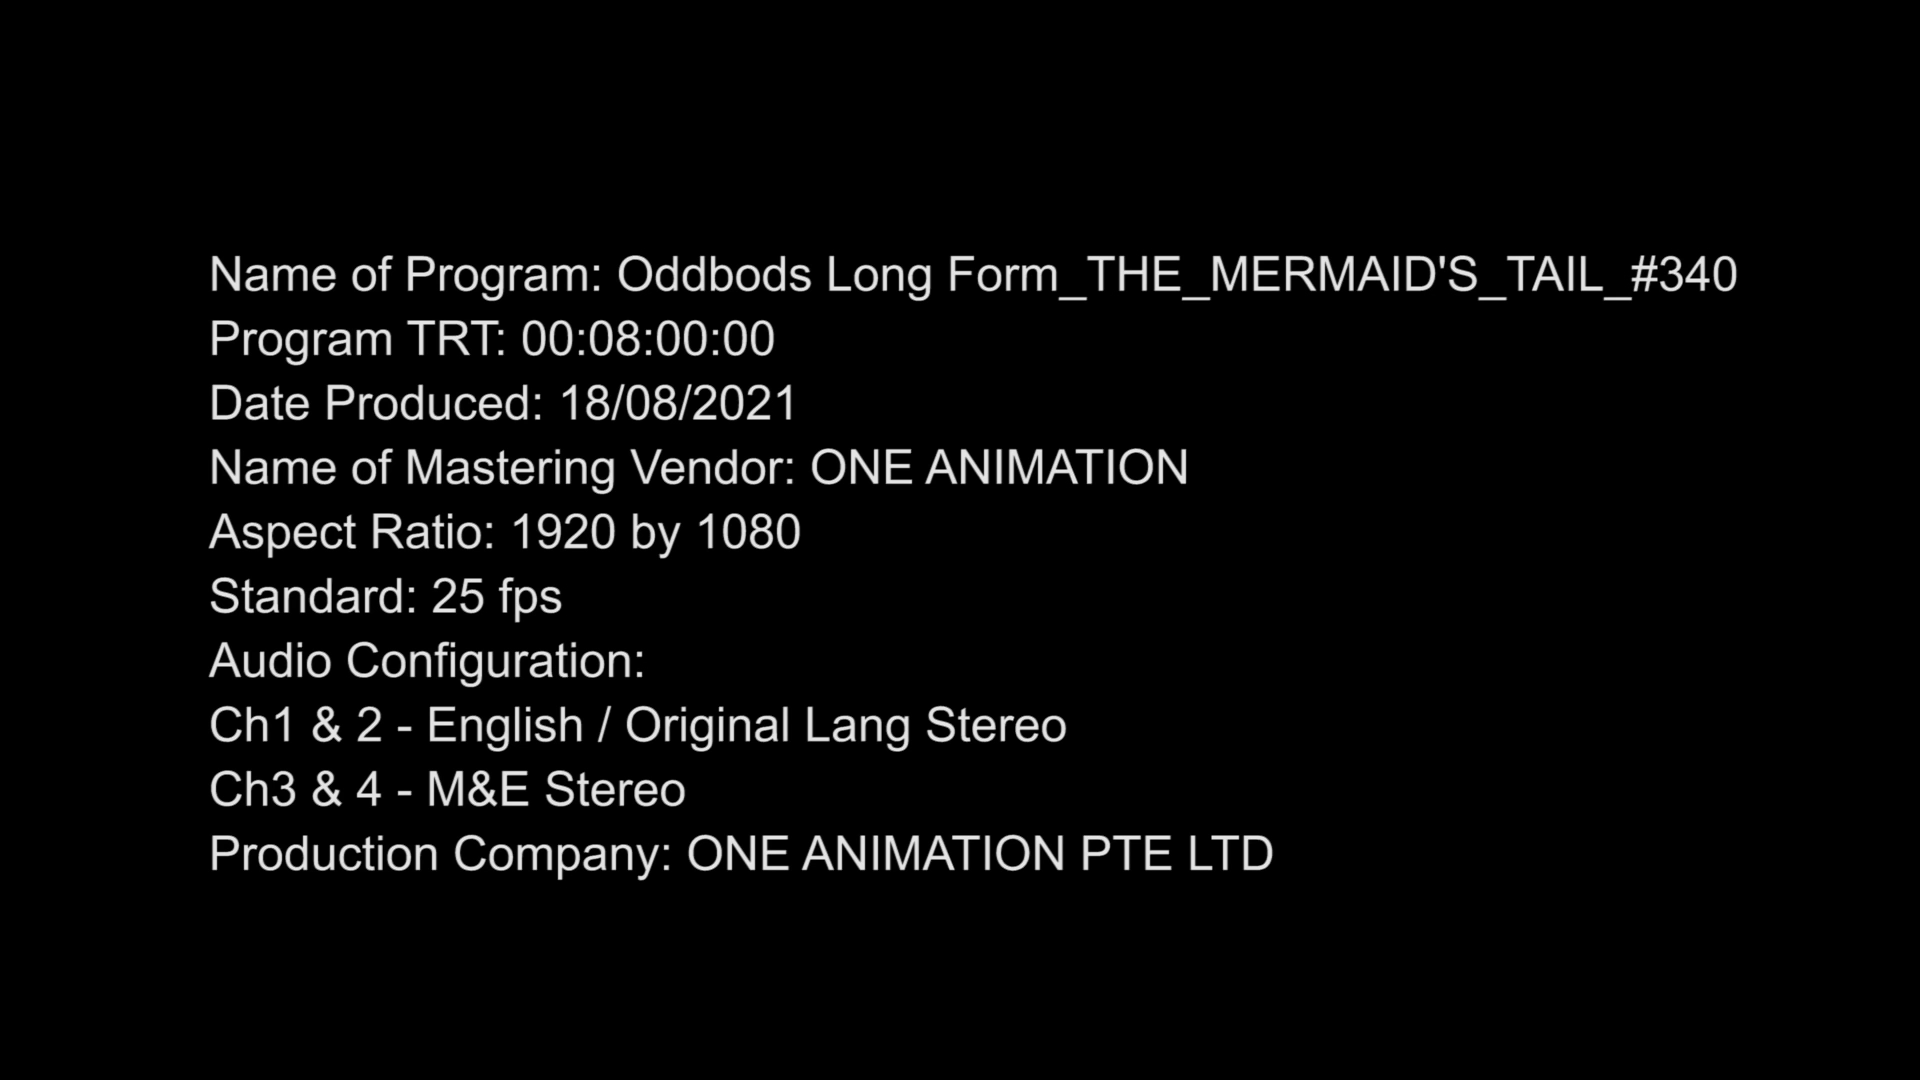 Name of Program: Oddbods Long Form_THE_MERMAID'S_TAIL_#340
Program TRT: 00:08:00:00
Date Produced: 18/08/2021
Name of Mastering Vendor: ONE ANIMATION
Aspect Ratio: 1920 by 1080
Standard: 25 fps
Audio Configuration:
Ch1 & 2 - English / Original Lang Stereo
Ch3 & 4 - M&E Stereo
Production Company: ONE ANIMATION PTE LTD